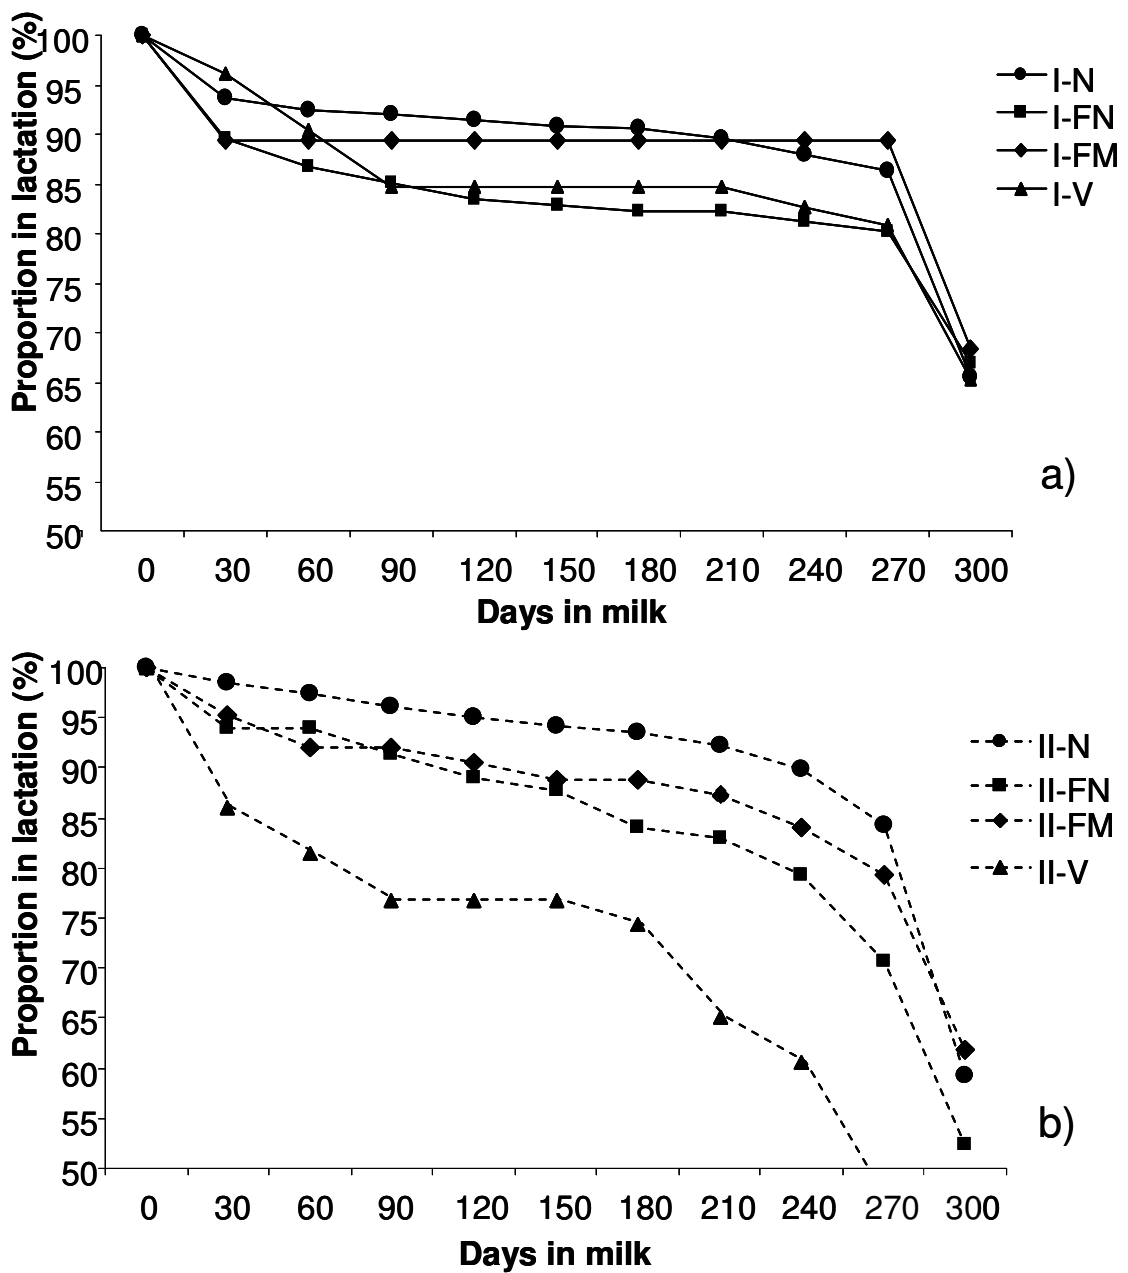 Proportion in lactation (%)
100
95
90
85
80
75
70
65
60
55
50
0 30 60 90 120 150 180 210 240 270 300
Days in milk
I-N
I-FN
I-FM
I-V
a)
Proportion in lactation (%)
100
95
90
85
80
75
70
65
60
55
50
0 30 60 90 120 150 180 210 240 270 300
Days in milk
II-N
II-FN
II-FM
II-V
b)